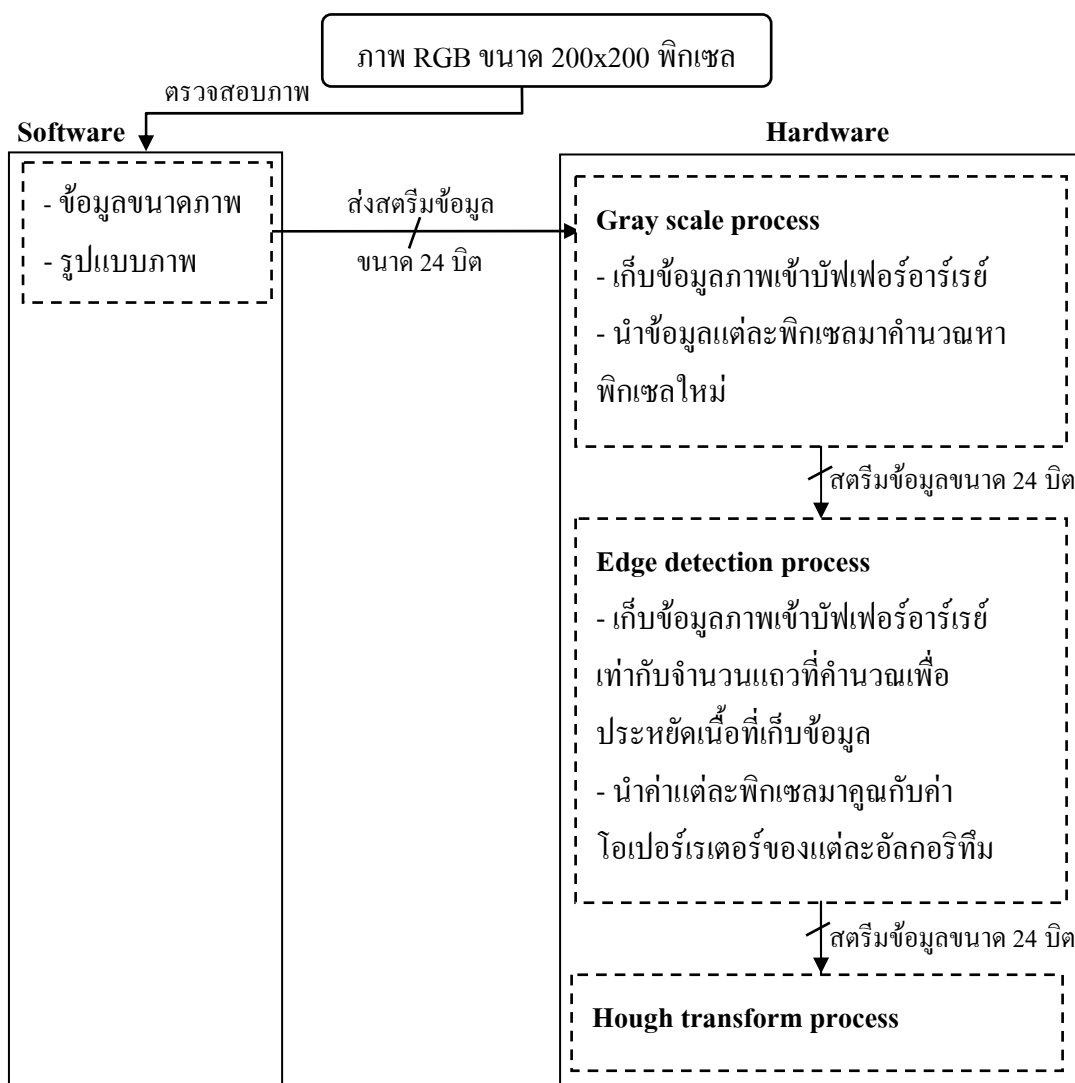 ภาพ RGB ขนาด 200x200 พิกเซล
ตรวจสอบภาพ
Software
Hardware
- ข้อมูลขนาดภาพ
- รูปแบบภาพ
ส่งสตรีมข้อมูล
ขนาด 24 บิต
Gray scale process
- เก็บข้อมูลภาพเข้าบัฟเฟอร์อาร์เรย์
- นำข้อมูลแต่ละพิกเซลมาคำนวณหา
พิกเซลใหม่
สตรีมข้อมูลขนาด 24 บิต
Edge detection process
- เก็บข้อมูลภาพเข้าบัฟเฟอร์อาร์เรย์
เท่ากับจำนวนแถวที่คำนวณเพื่อ
ประหยัดเนื้อที่เก็บข้อมูล
- นำค่าแต่ละพิกเซลมาคูณกับค่า
โอเปอร์เรเตอร์ของแต่ละอัลกอริทึม
สตรีมข้อมูลขนาด 24 บิต
Hough transform process